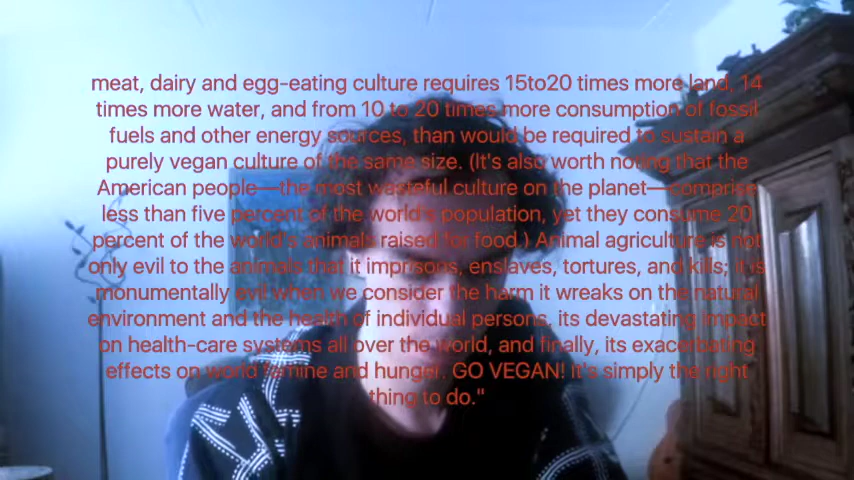 meat, dairy and egg-eating culture requires 15to20 times more land, 14
times more water, and from 10 to 20 times more consumption of fossil
fuels and other energy sources, than would be required to sustain a
purely vegan culture of the same size. (It's also worth noting that the
American people—the most wasteful culture on the planet—comprise
less than five percent of the world's population, yet they consume 20
percent of the world's animals raised for food.) Animal agriculture is not
only evil to the animals that it imprisons, enslaves, tortures, and kills; it is
monumentally evil when we consider the harm it wreaks on the natural
environment and the health of individual persons, its devastating impact
on health-care systems all over the world, and finally, its exacerbating
effects on world famine and hunger. GO VEGAN! It's simply the right
thing to do."